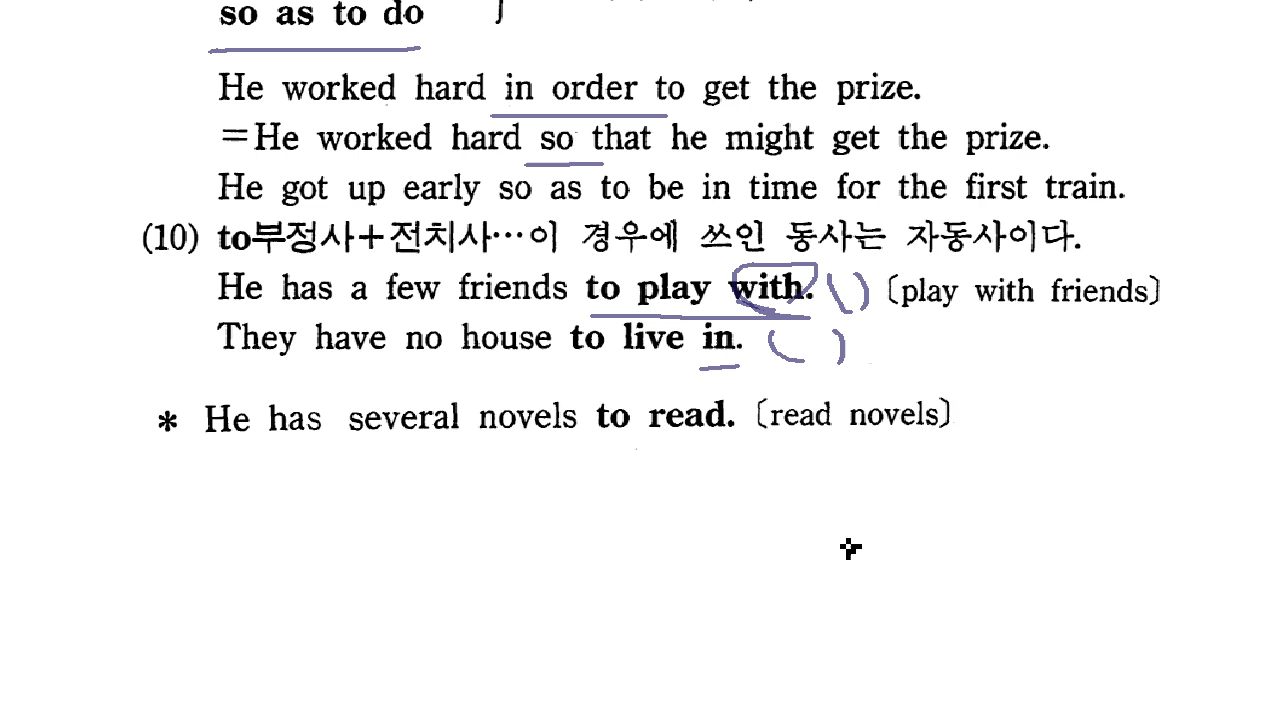 so as to do
He worked hard in order to get the prize.
=He worked hard so that he might get the prize.
He got up early so as to be in time for the first train.
(10) to부정사+전치사…이 경우에 쓰인 동사는 자동사이다.
He has a few friends to play with. () 〔play with friends〕
They have no house to live in. ( )
* He has several novels to read. 〔read novels〕